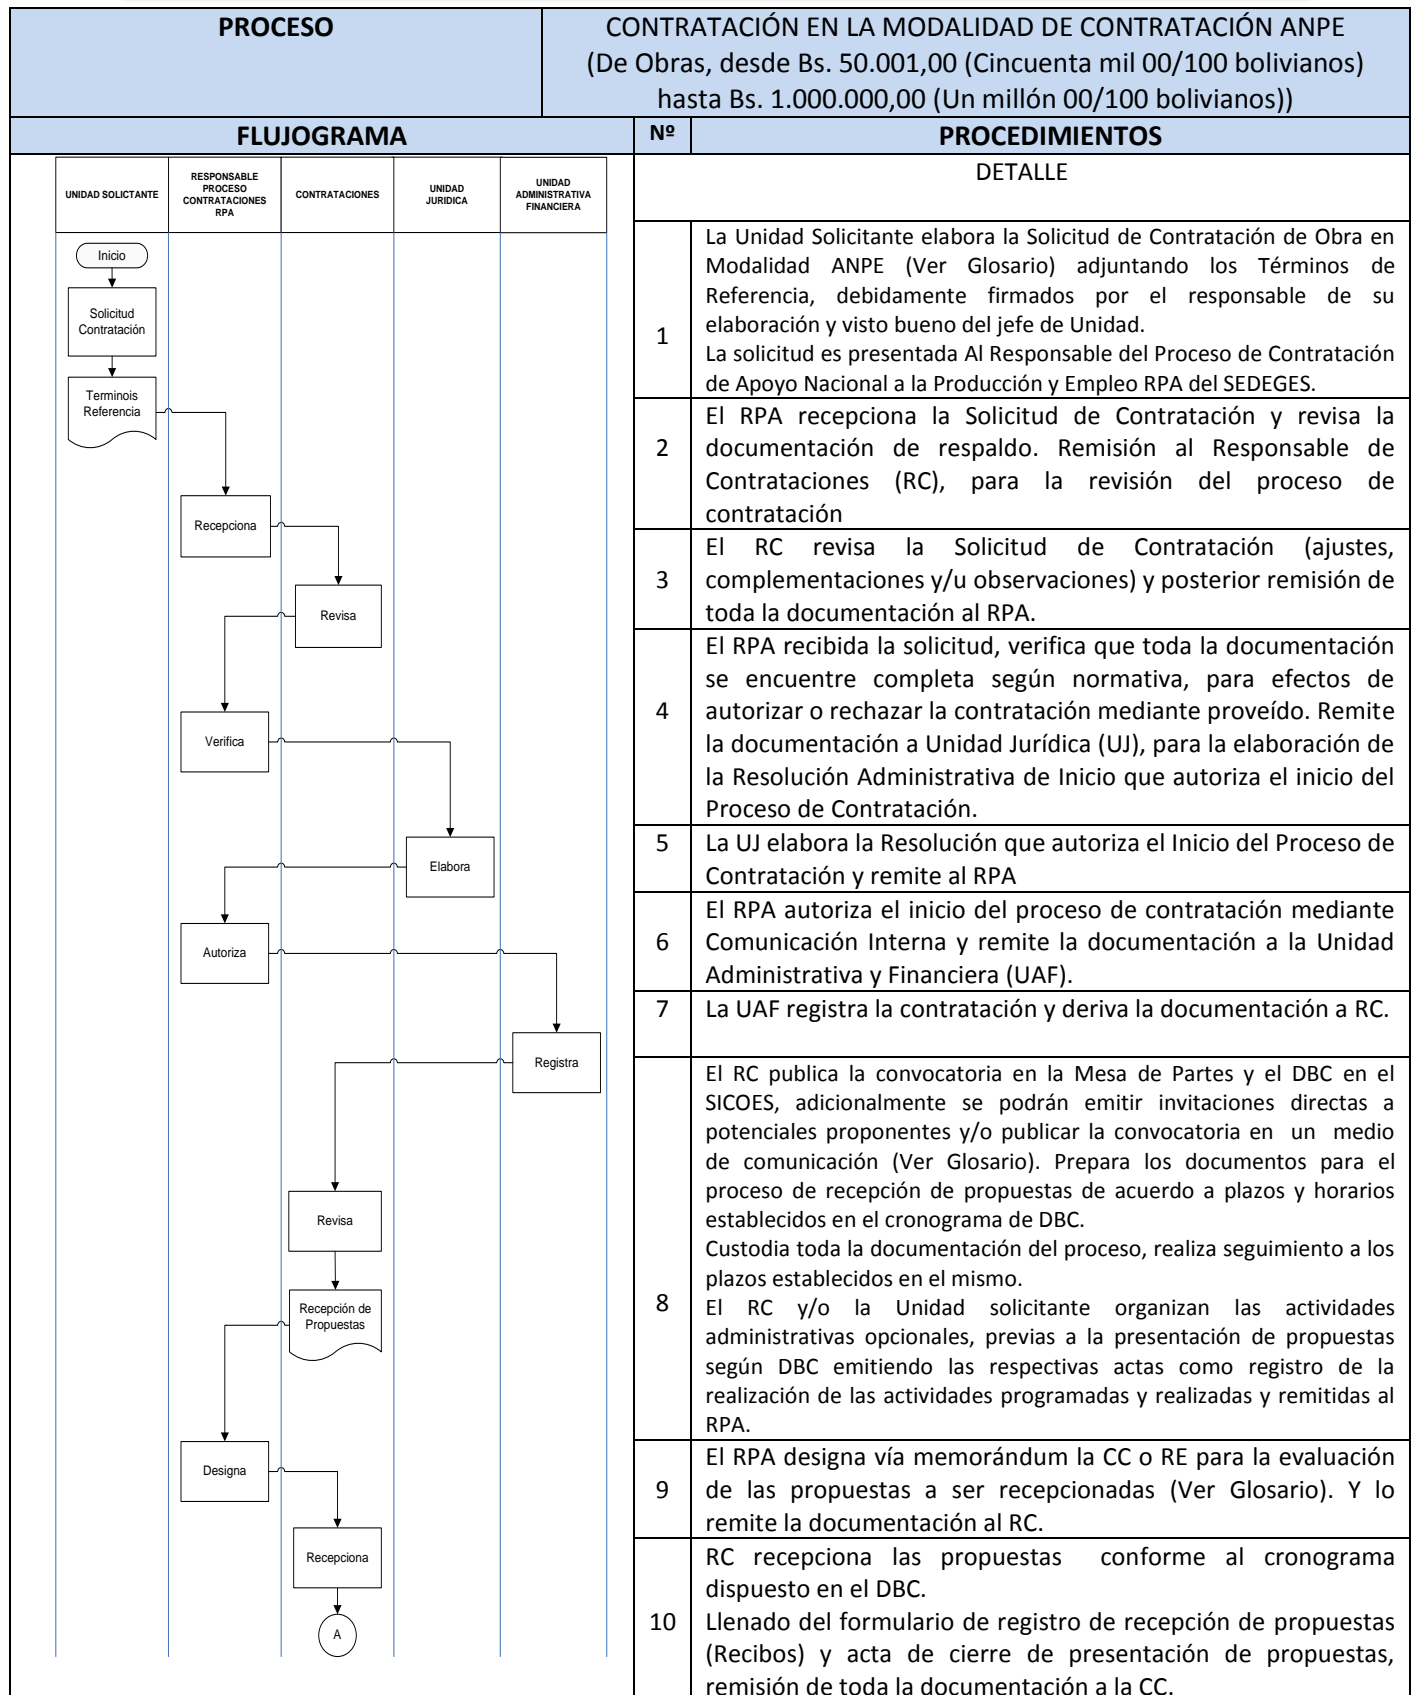 PROCESO
CONTRATACIÓN EN LA MODALIDAD DE CONTRATACIÓN ANPE
(De Obras, desde Bs. 50.001,00 (Cincuenta mil 00/100 bolivianos)
hasta Bs. 1.000.000,00 (Un millón 00/100 bolivianos))
FLUJOGRAMA
Nº
PROCEDIMIENTOS
UNIDAD SOLICTANTE
RESPONSABLE
PROCESO
CONTRATACIONES
RPA
CONTRATACIONES
UNIDAD
JURIDICA
UNIDAD
ADMINISTRATIVA
FINANCIERA
Inicio
Solicitud
Contratación
Terminois
Referencia
Recepciona
Revisa
Verifica
Elabora
Autoriza
Registra
Revisa
Recepción de
Propuestas
Designa
Recepciona
A
DETALLE
1
La Unidad Solicitante elabora la Solicitud de Contratación de Obra en
Modalidad ANPE (Ver Glosario) adjuntando los Términos de
Referencia, debidamente firmados por el responsable de su
elaboración y visto bueno del jefe de Unidad.
La solicitud es presentada Al Responsable del Proceso de Contratación
de Apoyo Nacional a la Producción y Empleo RPA del SEDEGES.
2
El RPA recepciona la Solicitud de Contratación y revisa la
documentación de respaldo. Remisión al Responsable de
Contrataciones (RC), para la revisión del proceso de
contratación
3
El RC revisa la Solicitud de Contratación (ajustes,
complementaciones y/u observaciones) y posterior remisión de
toda la documentación al RPA.
4
El RPA recibida la solicitud, verifica que toda la documentación
se encuentre completa según normativa, para efectos de
autorizar o rechazar la contratación mediante proveído. Remite
la documentación a Unidad Jurídica (UJ), para la elaboración de
la Resolución Administrativa de Inicio que autoriza el inicio del
Proceso de Contratación.
5
La UJ elabora la Resolución que autoriza el Inicio del Proceso de
Contratación y remite al RPA
6
El RPA autoriza el inicio del proceso de contratación mediante
Comunicación Interna y remite la documentación a la Unidad
Administrativa y Financiera (UAF).
7
La UAF registra la contratación y deriva la documentación a RC.
8
El RC publica la convocatoria en la Mesa de Partes y el DBC en el
SICOES, adicionalmente se podrán emitir invitaciones directas a
potenciales proponentes y/o publicar la convocatoria en un medio
de comunicación (Ver Glosario). Prepara los documentos para el
proceso de recepción de propuestas de acuerdo a plazos y horarios
establecidos en el cronograma de DBC.
Custodia toda la documentación del proceso, realiza seguimiento a los
plazos establecidos en el mismo.
El RC y/o la Unidad solicitante organizan las actividades
administrativas opcionales, previas a la presentación de propuestas
según DBC emitiendo las respectivas actas como registro de la
realización de las actividades programadas y realizadas y remitidas al
RPA.
9
El RPA designa vía memorándum la CC o RE para la evaluación
de las propuestas a ser recepcionadas (Ver Glosario). Y lo
remite la documentación al RC.
10
RC recepciona las propuestas conforme al cronograma
dispuesto en el DBC.
Llenado del formulario de registro de recepción de propuestas
(Recibos) y acta de cierre de presentación de propuestas,
remisión de toda la documentación a la CC.